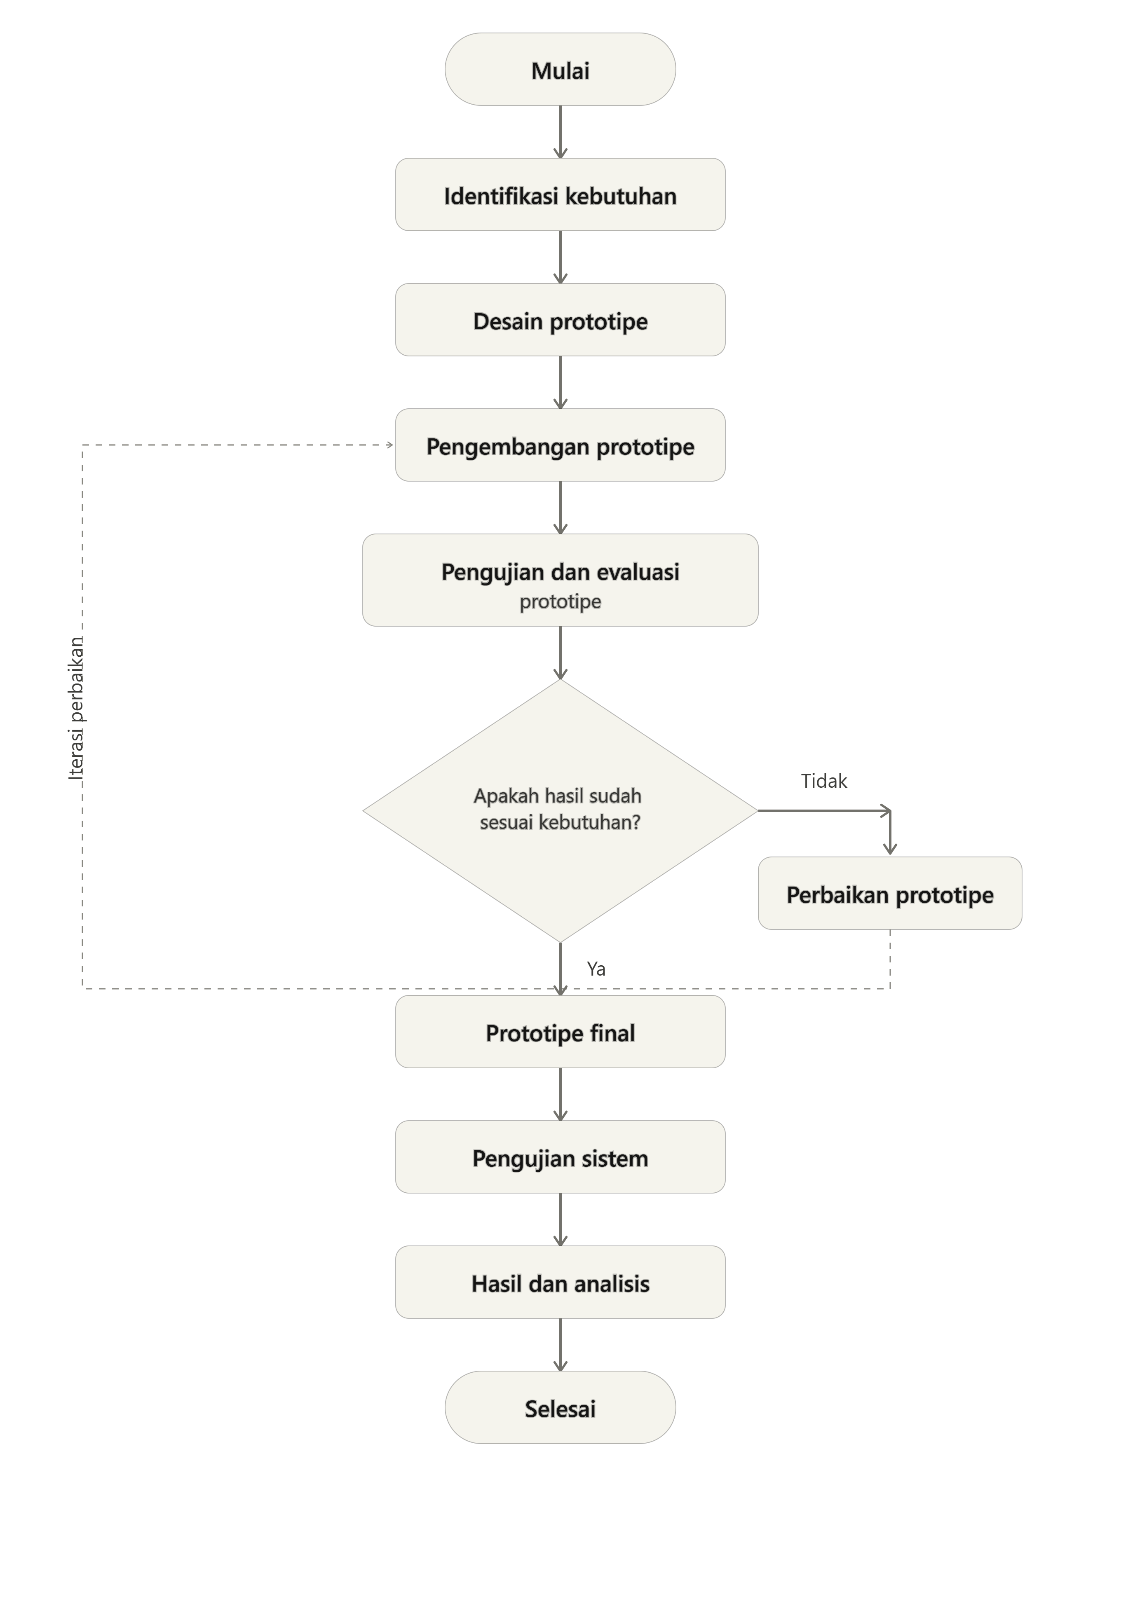 Mulai
Identifikasi kebutuhan
Desain prototipe
Pengembangan prototipe
Pengujian dan evaluasi
prototipe
Iterasi perbaikan
Apakah hasil sudah
sesuai kebutuhan?
Tidak
Perbaikan prototipe
Ya
Prototipe final
Pengujian sistem
Hasil dan analisis
Selesai